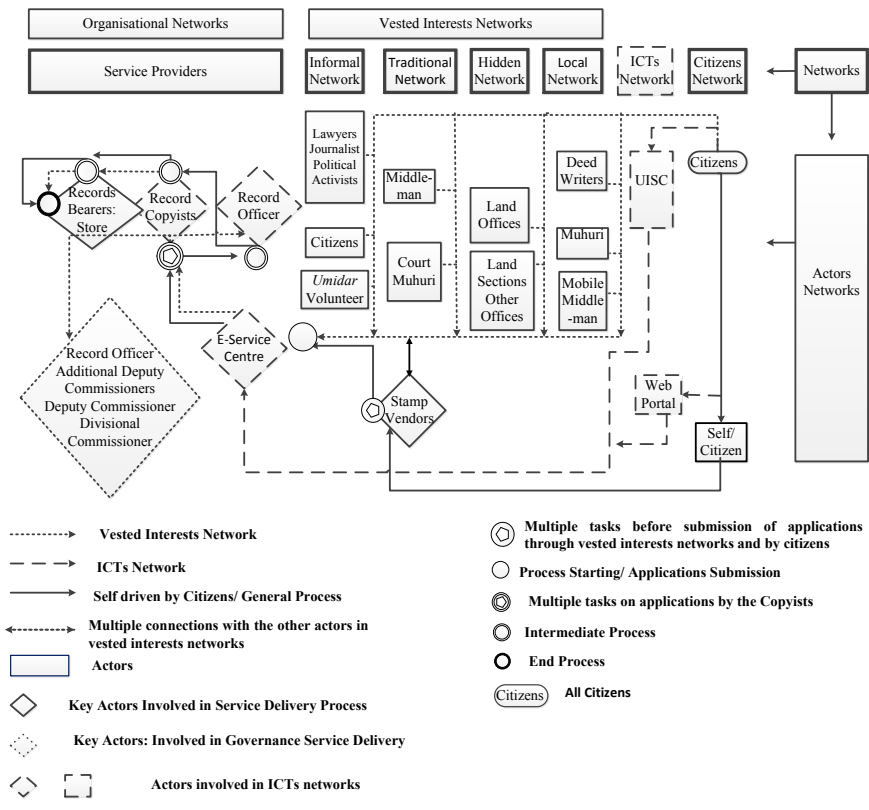 Organisational Networks
Vested Interests Networks
Service Providers
Informal
Network
Traditional
Network
Hidden
Network
Local
Network
ICTs
Network
Citizens
Network
Networks
Lawyers
Journalist
Political
Activists
Citizens
Umidar
Volunteer
Middle-
man
Court
Muhuri
Land
Offices
Land
Sections
Other
Offices
Deed
Writers
Muhuri
Mobile
Middle
-man
UISC
Citizens
Actors
Networks
Records
Bearers:
Store
Record
Copyists
Record
Officer
E-Service
Centre
Record Officer
Additional Deputy
Commissioners
Deputy Commissioner
Divisional
Commissioner
Stamp
Vendors
Web
Portal
Self/
Citizen
Vested Interests Network
ICTs Network
Self driven by Citizens/ General Process
Multiple connections with the other actors in
vested interests networks
Actors
Key Actors Involved in Service Delivery Process
Key Actors: Involved in Governance Service Delivery
Actors involved in ICTs networks
Multiple tasks before submission of applications
through vested interests networks and by citizens
Process Starting/ Applications Submission
Multiple tasks on applications by the Copyists
Intermediate Process
End Process
Citizens All Citizens